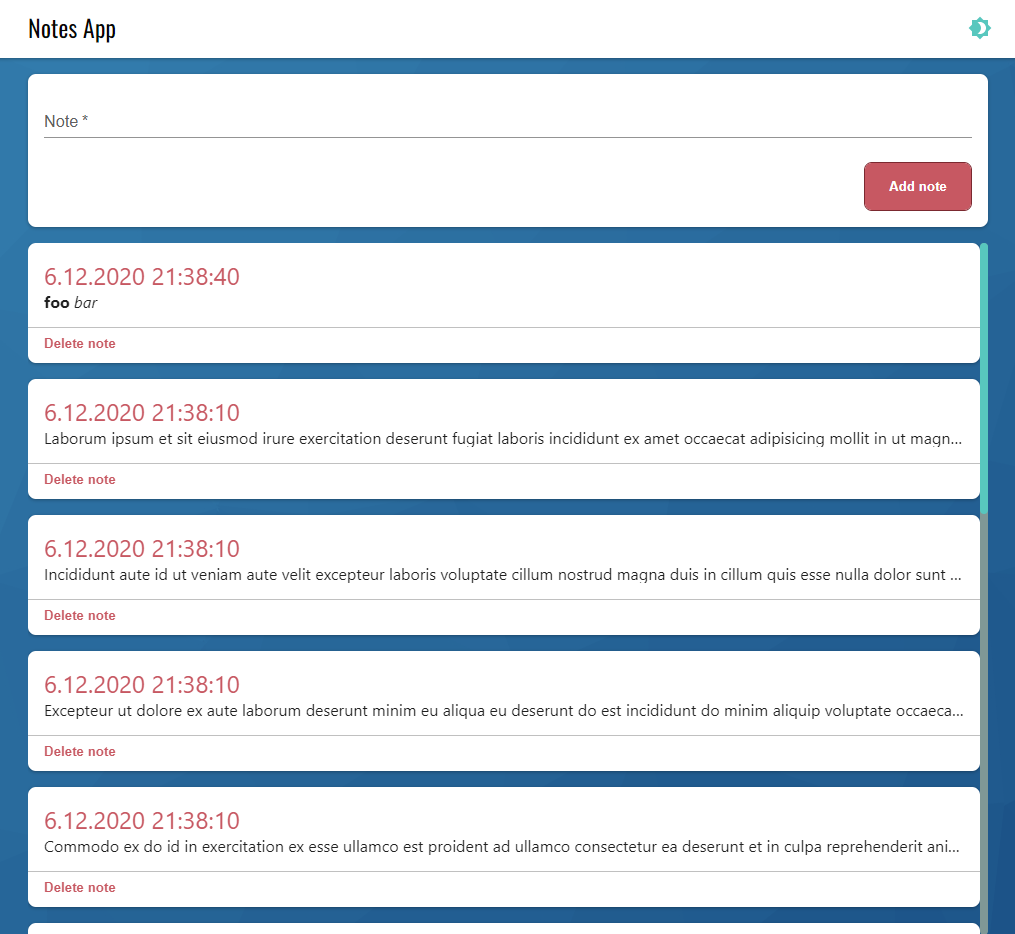 Notes App
Note *
Add note
6.12.2020 21:38:40
foo bar
Delete note
6.12.2020 21:38:10
Laborum ipsum et sit eiusmod irure exercitation deserunt fugiat laboris incididunt ex amet occaecat adipisicing mollit in ut magn...
Delete note
6.12.2020 21:38:10
Incididunt aute id ut veniam aute velit excepteur laboris voluptate cillum nostrud magna duis in cillum quis esse nulla dolor sunt ...
Delete note
6.12.2020 21:38:10
Excepteur ut dolore ex aute laborum deserunt minim eu aliqua eu deserunt do est incididunt do minim aliquip voluptate occaeca...
Delete note
6.12.2020 21:38:10
Commodo ex do id in exercitation ex esse ullamco est proident ad ullamco consectetur ea deserunt et in culpa reprehenderit ani...
Delete note